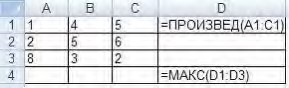 A B C D
1 1 4 5 =ПРОИЗВЕД(A1:C1)
2 2 5 6
3 8 3 2
4 =МАКС(D1:D3)